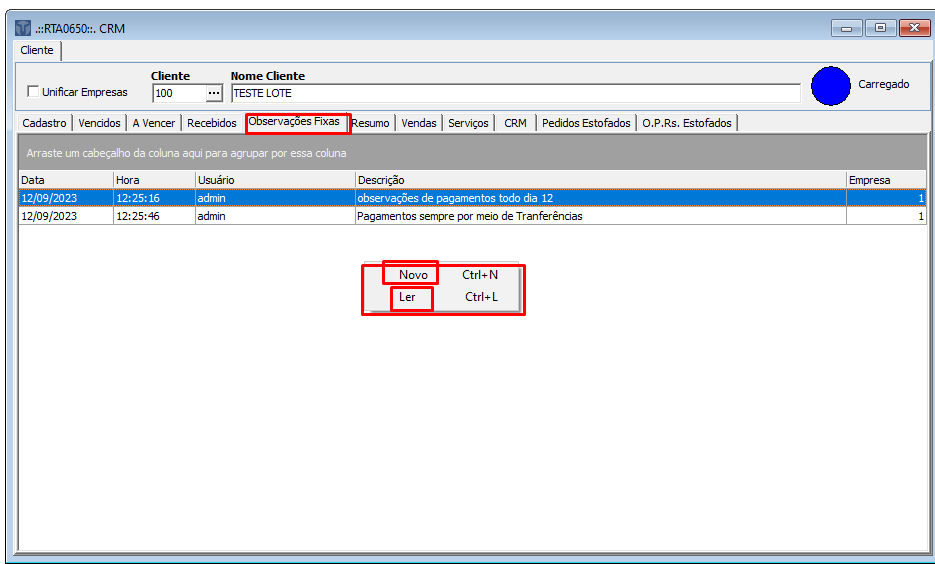 .::RTA0650::. CRM
Cliente
Cliente Nome Cliente
Unificar Empresas 100 ... TESTE LOTE Carregado
Cadastro Vencidos A Vencer Recebidos Observações Fixas Resumo Vendas Serviços CRM Pedidos Estofados O.P.Rs. Estofados
Arraste um cabeçalho da coluna aqui para agrupar por essa coluna
Data Hora Usuário Descrição Empresa
12/09/2023 12:25:16 admin observações de pagamentos todo dia 12 1
12/09/2023 12:25:46 admin Pagamentos sempre por meio de Tranferências 1
Novo Ctrl+N
Ler Ctrl+L